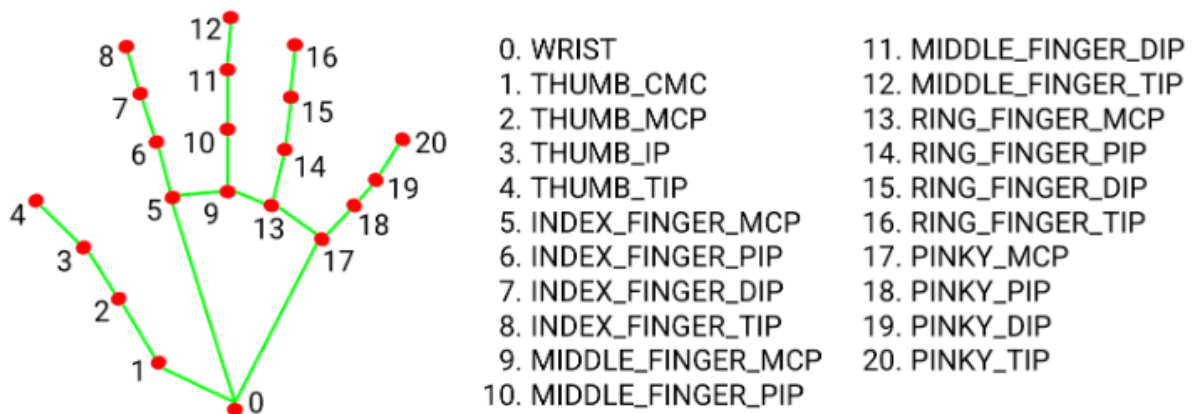 12
8
16
11
7
15
10
20
6
14
19
4
5
9
13
18
3
17
2
1
0
0. WRIST
1. THUMB_CMC
2. THUMB_MCP
3. THUMB_IP
4. THUMB_TIP
5. INDEX_FINGER_MCP
6. INDEX_FINGER_PIP
7. INDEX_FINGER_DIP
8. INDEX_FINGER_TIP
9. MIDDLE_FINGER_MCP
10. MIDDLE_FINGER_PIP
11. MIDDLE_FINGER_DIP
12. MIDDLE_FINGER_TIP
13. RING_FINGER_MCP
14. RING_FINGER_PIP
15. RING_FINGER_DIP
16. RING_FINGER_TIP
17. PINKY_MCP
18. PINKY_PIP
19. PINKY_DIP
20. PINKY_TIP